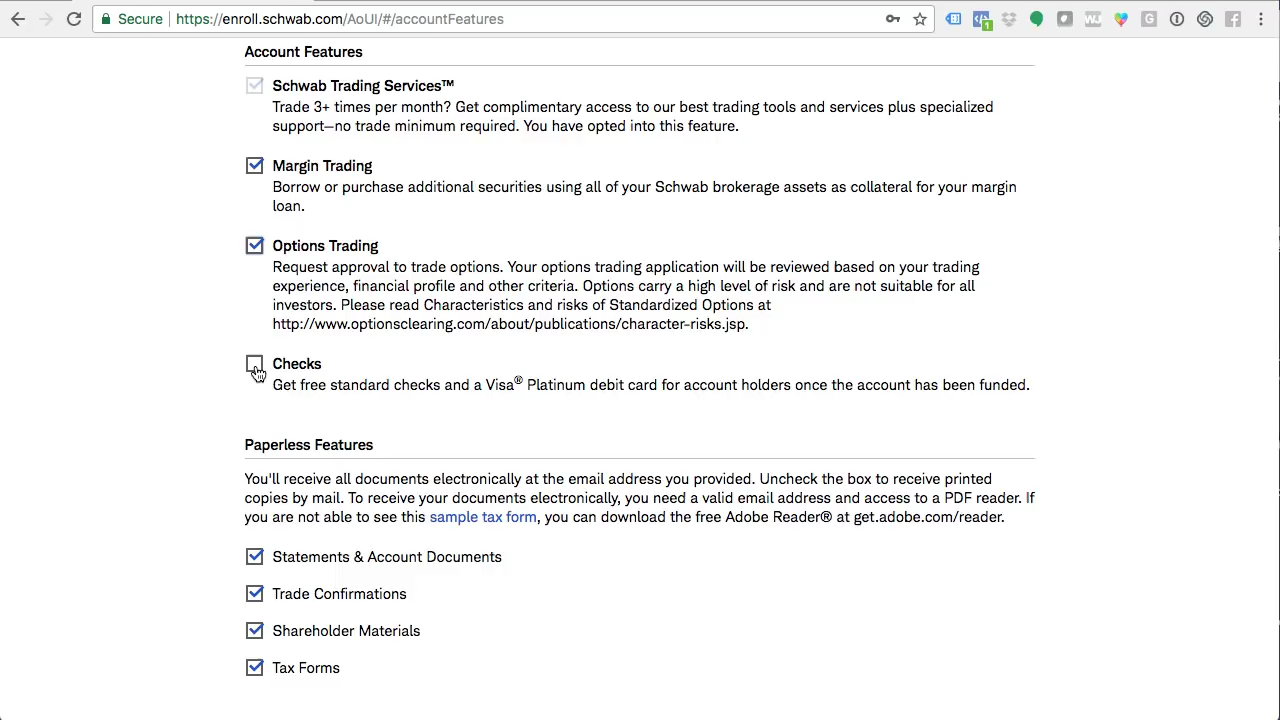 Secure https://enroll.schwab.com/AoUI/#/accountFeatures
1
WJ
G
Account Features
Schwab Trading Services™
Trade 3+ times per month? Get complimentary access to our best trading tools and services plus specialized
support—no trade minimum required. You have opted into this feature.
Margin Trading
Borrow or purchase additional securities using all of your Schwab brokerage assets as collateral for your margin
loan.
Options Trading
Request approval to trade options. Your options trading application will be reviewed based on your trading
experience, financial profile and other criteria. Options carry a high level of risk and are not suitable for all
investors. Please read Characteristics and risks of Standardized Options at
http://www.optionsclearing.com/about/publications/character-risks.jsp.
Checks
Get free standard checks and a Visa® Platinum debit card for account holders once the account has been funded.
Paperless Features
You'll receive all documents electronically at the email address you provided. Uncheck the box to receive printed
copies by mail. To receive your documents electronically, you need a valid email address and access to a PDF reader. If
you are not able to see this sample tax form, you can download the free Adobe Reader® at get.adobe.com/reader.
Statements & Account Documents
Trade Confirmations
Shareholder Materials
Tax Forms